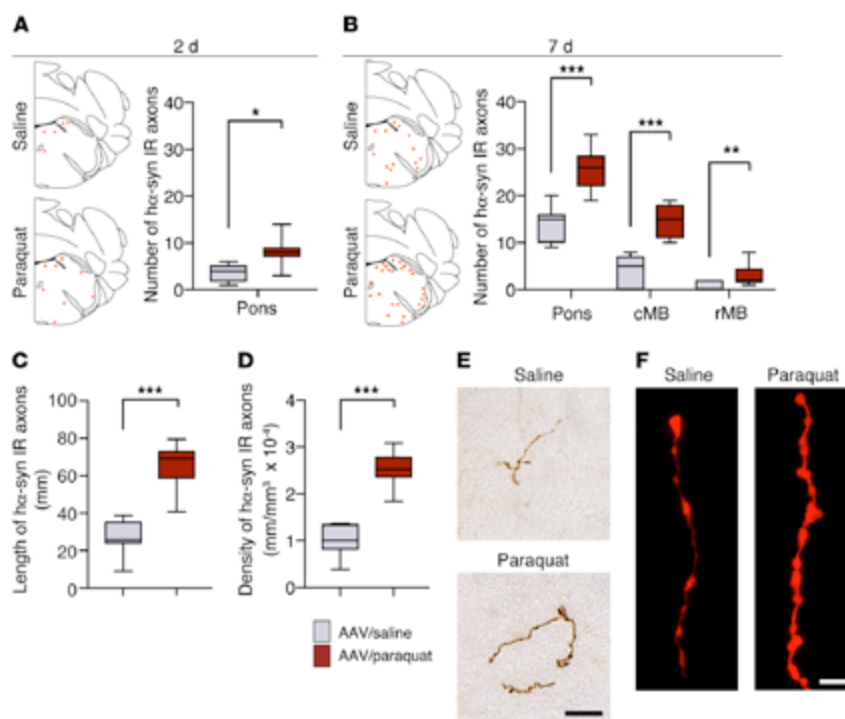 A
2 d
Saline
Paraquat
Number of hα-syn IR axons
40
30
20
10
0
*
Pons
B
7 d
Saline
Paraquat
Number of hα-syn IR axons
40
30
20
10
0
***
***
**
Pons
cMB
rMB
C
Length of hα-syn IR axons
(mm)
100
80
60
40
20
0
***
D
Density of hα-syn IR axons
(mm/mm³ x 10⁻⁴)
4
3
2
1
0
***
AAV/saline
AAV/paraquat
E
Saline
Paraquat
F
Saline
Paraquat